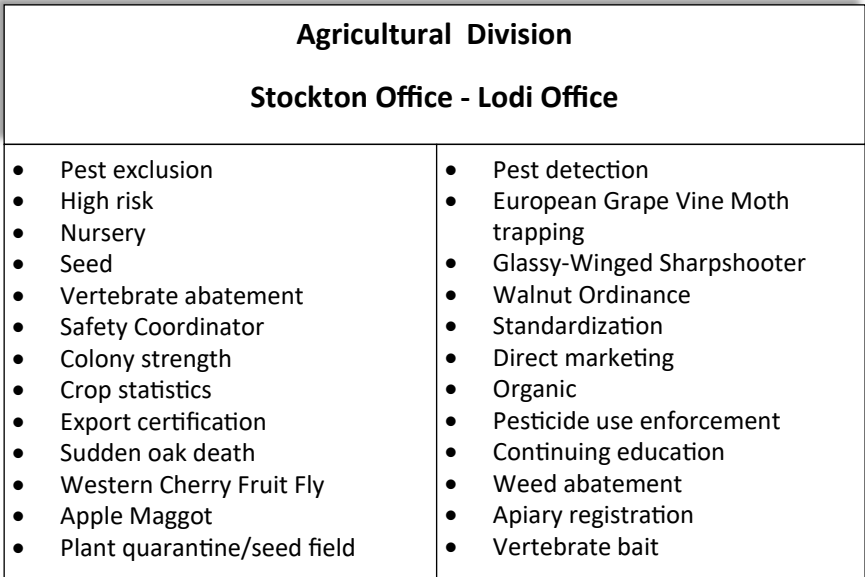 Agricultural  Division
Stockton Office - Lodi Office
• Pest exclusion
• High risk
• Nursery
• Seed
• Vertebrate abatement
• Safety Coordinator
• Colony strength
• Crop statistics
• Export certification
• Sudden oak death
• Western Cherry Fruit Fly
• Apple Maggot
• Plant quarantine/seed field
• Pest detection
• European Grape Vine Moth
trapping
• Glassy-Winged Sharpshooter
• Walnut Ordinance
• Standardization
• Direct marketing
• Organic
• Pesticide use enforcement
• Continuing education
• Weed abatement
• Apiary registration
• Vertebrate bait